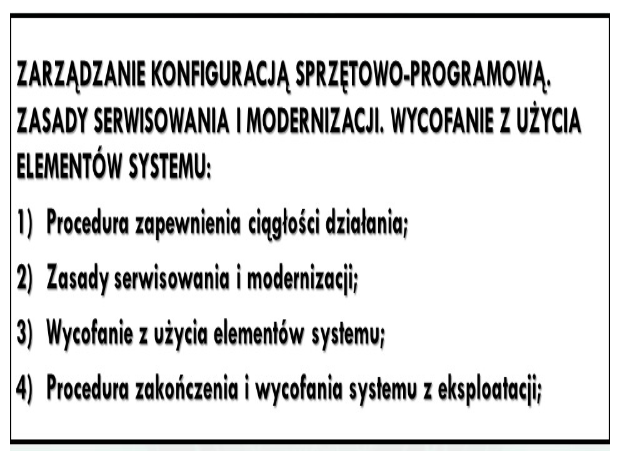 ZARZĄDZANIE KONFIGURACJĄ SPRZĘTOWO-PROGRAMOWĄ.
ZASADY SERWISOWANIA I MODERNIZACJI. WYCOFANIE Z UŻYCIA
ELEMENTÓW SYSTEMU:
1) Procedura zapewnienia ciągłości działania;
2) Zasady serwisowania i modernizacji;
3) Wycofanie z użycia elementów systemu;
4) Procedura zakończenia i wycofania systemu z eksploatacji;